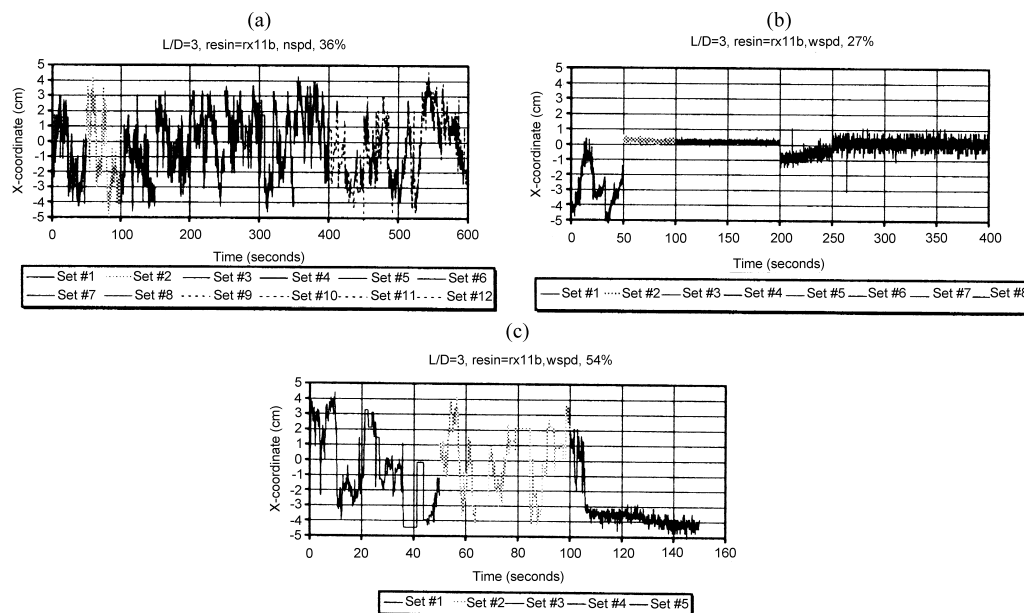 (a)
L/D=3, resin=rx11b, nspd, 36%
X-coordinate (cm)
5
4
3
2
1
0
-1
-2
-3
-4
-5
0 100 200 300 400 500 600
Time (seconds)
Set #1 Set #2 Set #3 Set #4 Set #5 Set #6
Set #7 Set #8 Set #9 Set #10 Set #11 Set #12
(b)
L/D=3, resin=rx11b,wspd, 27%
X-coordinate (cm)
5
4
3
2
1
0
-1
-2
-3
-4
-5
0 50 100 150 200 250 300 350 400
Time (seconds)
Set #1 Set #2 Set #3 Set #4 Set #5 Set #6 Set #7 Set #8
(c)
L/D=3, resin=rx11b,wspd, 54%
X-coordinate (cm)
5
4
3
2
1
0
-1
-2
-3
-4
-5
0 20 40 60 80 100 120 140 160
Time (seconds)
Set #1 Set #2 Set #3 Set #4 Set #5